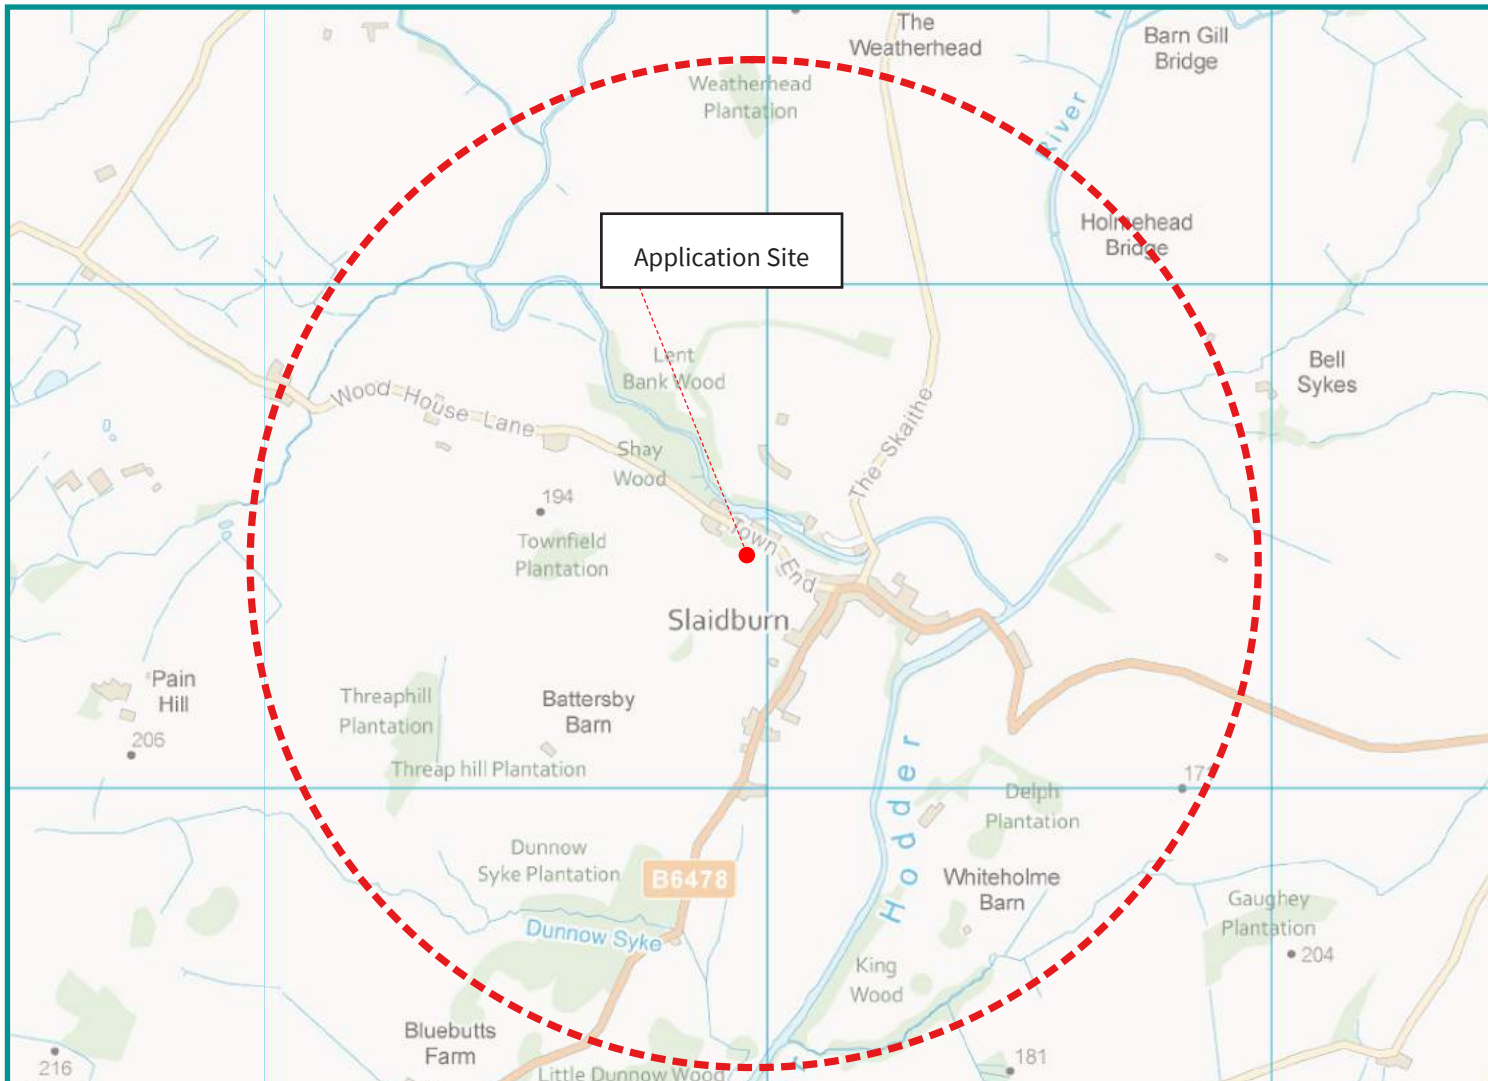 The
Weatherhead
Barn Gill
Bridge
Weatherhead
Plantation
River
Holmehead
Bridge
Application Site
Lent
Bank Wood
Bell
Sykes
Wood House Lane
The Skaithe
Shay
Wood
194
Townfield
Plantation
Town End
Slaidburn
Pain
Hill
206
Threaphill
Plantation
Battersby
Barn
Threap hill Plantation
Hodder
Delph
Plantation
Dunnow
Syke Plantation
B6478
Whiteholme
Barn
Gaughey
Plantation
204
Dunnow Syke
King
Wood
Bluebutts
Farm
216
181
Little Dunnow Wood